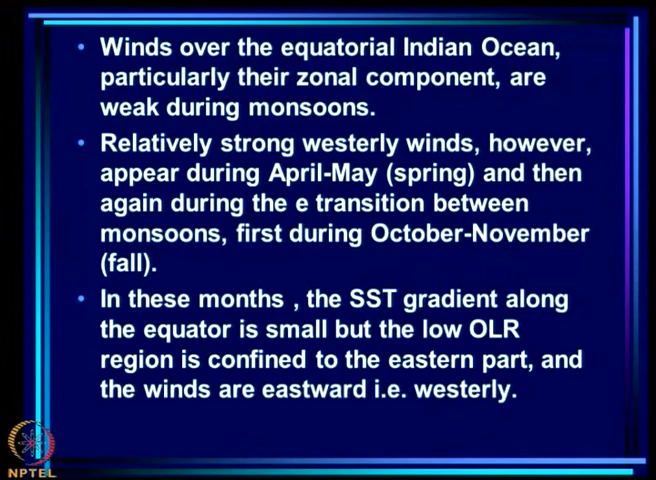 • Winds over the equatorial Indian Ocean,
particularly their zonal component, are
weak during monsoons.
• Relatively strong westerly winds, however,
appear during April-May (spring) and then
again during the e transition between
monsoons, first during October-November
(fall).
• In these months , the SST gradient along
the equator is small but the low OLR
region is confined to the eastern part, and
the winds are eastward i.e. westerly.
NPTEL